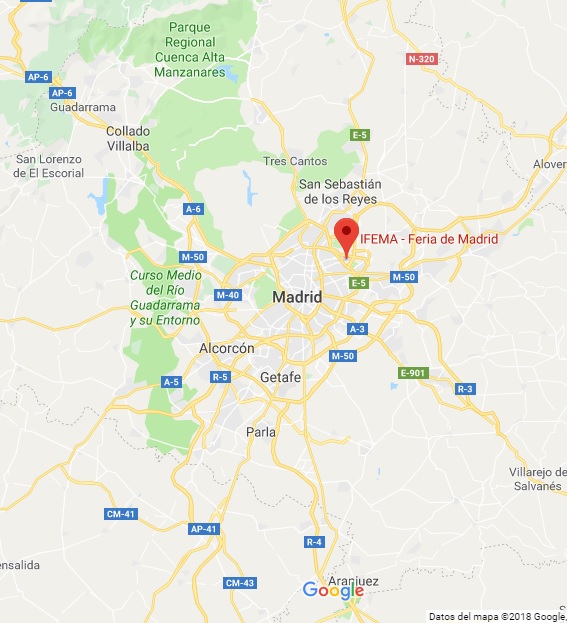 Parque
Regional
Cuenca Alta
Manzanares
AP-6
AP-6
N-320
Guadarrama
Collado
Villalba
E-5
San Lorenzo
de El Escorial
Tres Cantos
Alover
San Sebastián
de los Reyes
A-6
IFEMA - Feria de Madrid
M-50
Curso Medio
del Río
Guadarrama
y su Entorno
E-5
M-50
M-40
Madrid
A-3
Alcorcón
M-50
A-5
R-5
Getafe
E-901
R-3
Parla
Villarejo de
Salvanés
CM-41
AP-41
R-4
ensalida
CM-43
Aranjuez
Google
S
Datos del mapa ©2018 Google,